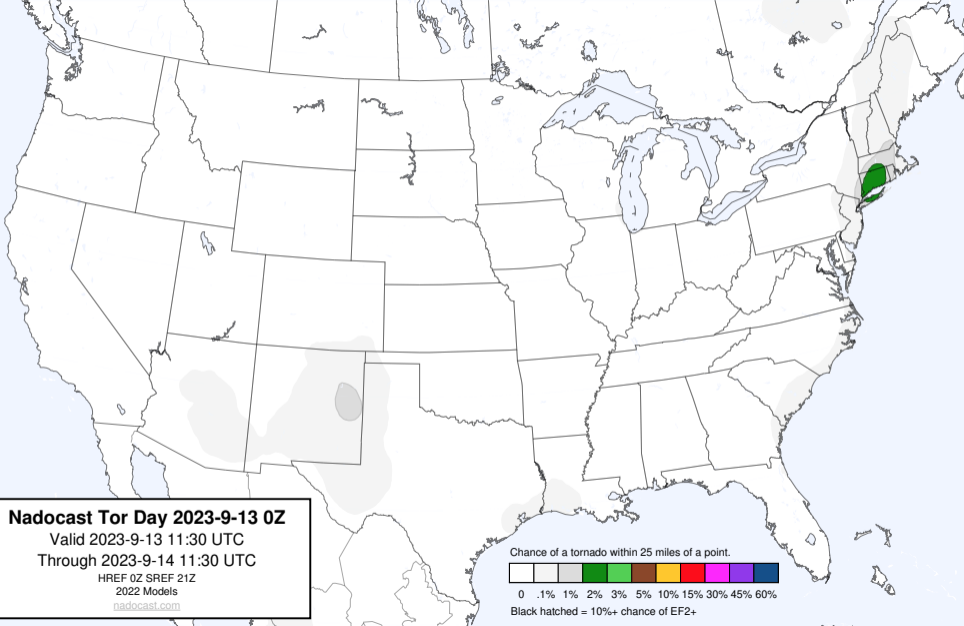 Nadocast Tor Day 2023-9-13 0Z
Valid 2023-9-13 11:30 UTC
Through 2023-9-14 11:30 UTC
HREF 0Z SREF 21Z
2022 Models
nadocast.com
Chance of a tornado within 25 miles of a point.
0 .1% 1% 2% 3% 5% 10% 15% 30% 45% 60%
Black hatched = 10%+ chance of EF2+